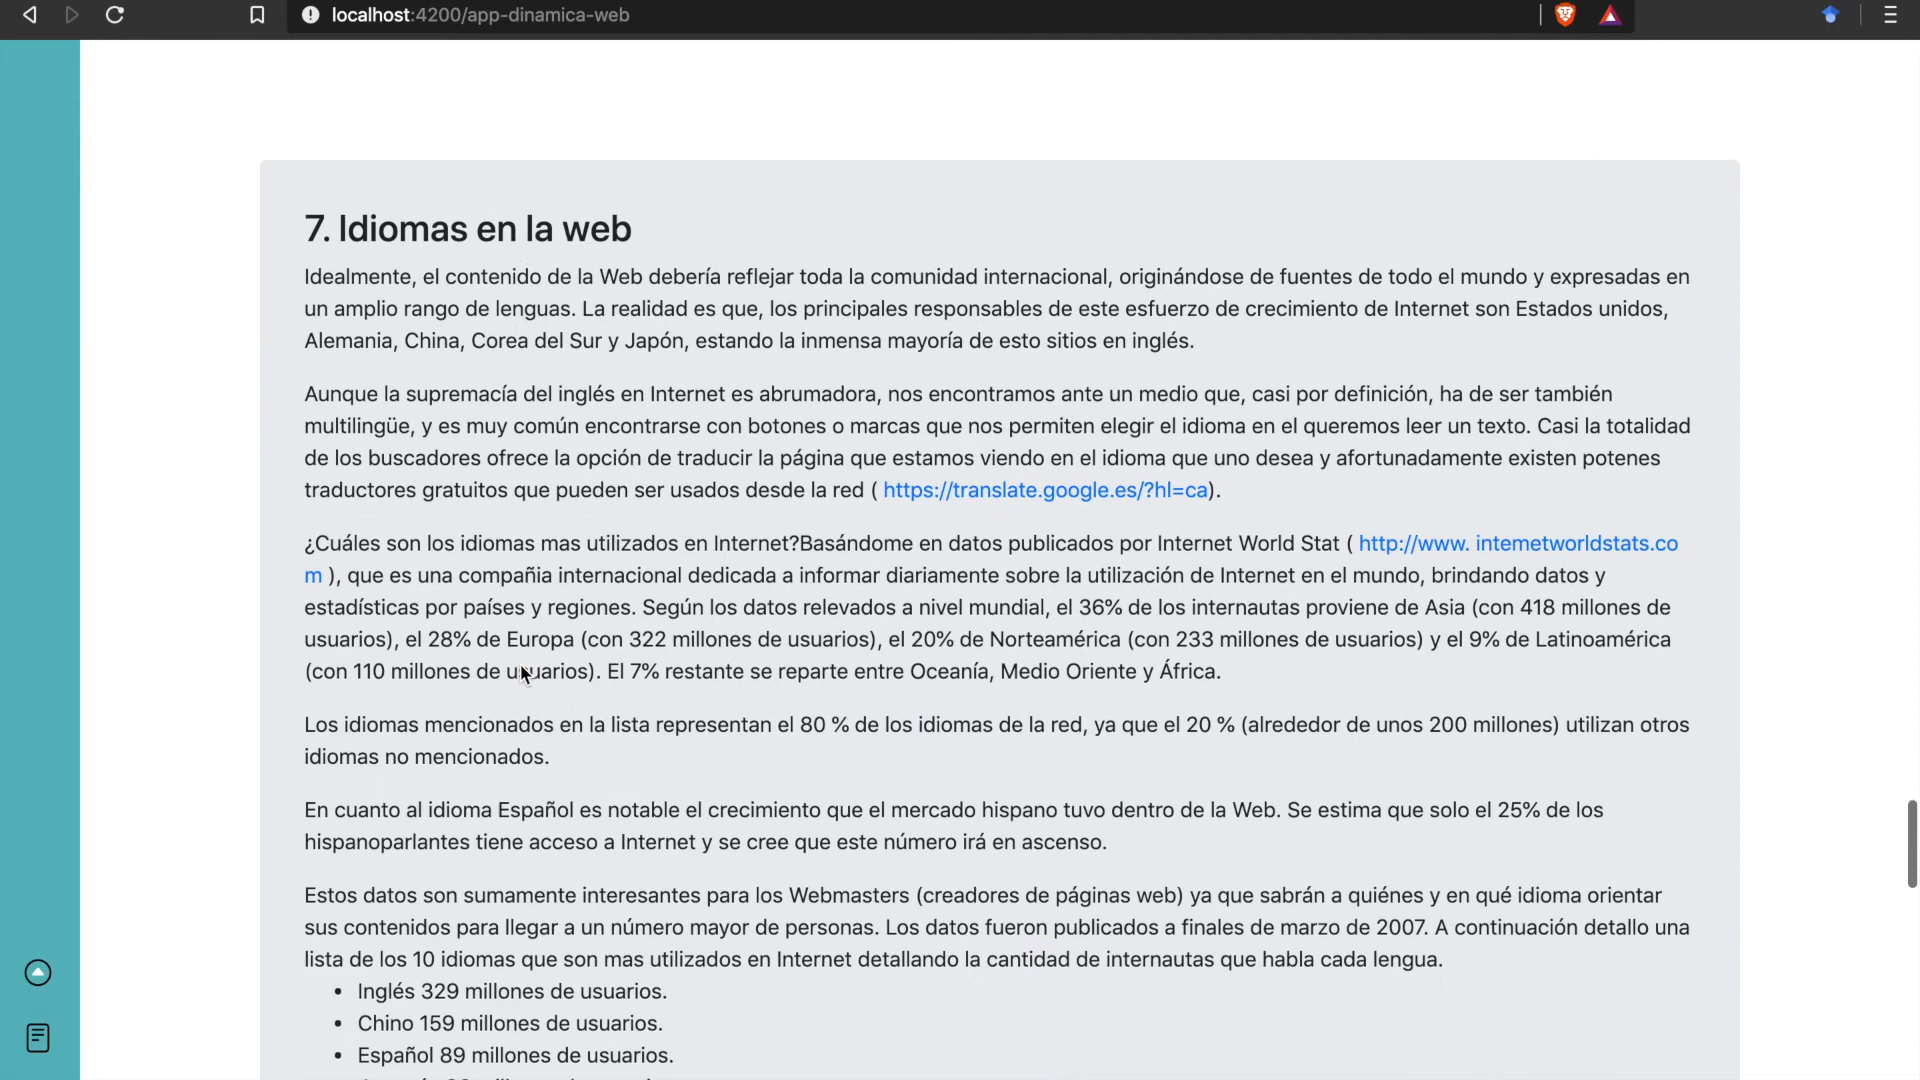 localhost:4200/app-dinamica-web
7. Idiomas en la web
Idealmente, el contenido de la Web debería reflejar toda la comunidad internacional, originándose de fuentes de todo el mundo y expresadas en
un amplio rango de lenguas. La realidad es que, los principales responsables de este esfuerzo de crecimiento de Internet son Estados unidos,
Alemania, China, Corea del Sur y Japón, estando la inmensa mayoría de esto sitios en inglés.
Aunque la supremacía del inglés en Internet es abrumadora, nos encontramos ante un medio que, casi por definición, ha de ser también
multilingüe, y es muy común encontrarse con botones o marcas que nos permiten elegir el idioma en el queremos leer un texto. Casi la totalidad
de los buscadores ofrece la opción de traducir la página que estamos viendo en el idioma que uno desea y afortunadamente existen potenes
traductores gratuitos que pueden ser usados desde la red ( https://translate.google.es/?hl=ca).
¿Cuáles son los idiomas mas utilizados en Internet?Basándome en datos publicados por Internet World Stat ( http://www. intemetworldstats.co
m ), que es una compañia internacional dedicada a informar diariamente sobre la utilización de Internet en el mundo, brindando datos y
estadísticas por países y regiones. Según los datos relevados a nivel mundial, el 36% de los internautas proviene de Asia (con 418 millones de
usuarios), el 28% de Europa (con 322 millones de usuarios), el 20% de Norteamérica (con 233 millones de usuarios) y el 9% de Latinoamérica
(con 110 millones de usuarios). El 7% restante se reparte entre Oceanía, Medio Oriente y África.
Los idiomas mencionados en la lista representan el 80 % de los idiomas de la red, ya que el 20 % (alrededor de unos 200 millones) utilizan otros
idiomas no mencionados.
En cuanto al idioma Español es notable el crecimiento que el mercado hispano tuvo dentro de la Web. Se estima que solo el 25% de los
hispanoparlantes tiene acceso a Internet y se cree que este número irá en ascenso.
Estos datos son sumamente interesantes para los Webmasters (creadores de páginas web) ya que sabrán a quiénes y en qué idioma orientar
sus contenidos para llegar a un número mayor de personas. Los datos fueron publicados a finales de marzo de 2007. A continuación detallo una
lista de los 10 idiomas que son mas utilizados en Internet detallando la cantidad de internautas que habla cada lengua.
• Inglés 329 millones de usuarios.
• Chino 159 millones de usuarios.
• Español 89 millones de usuarios.